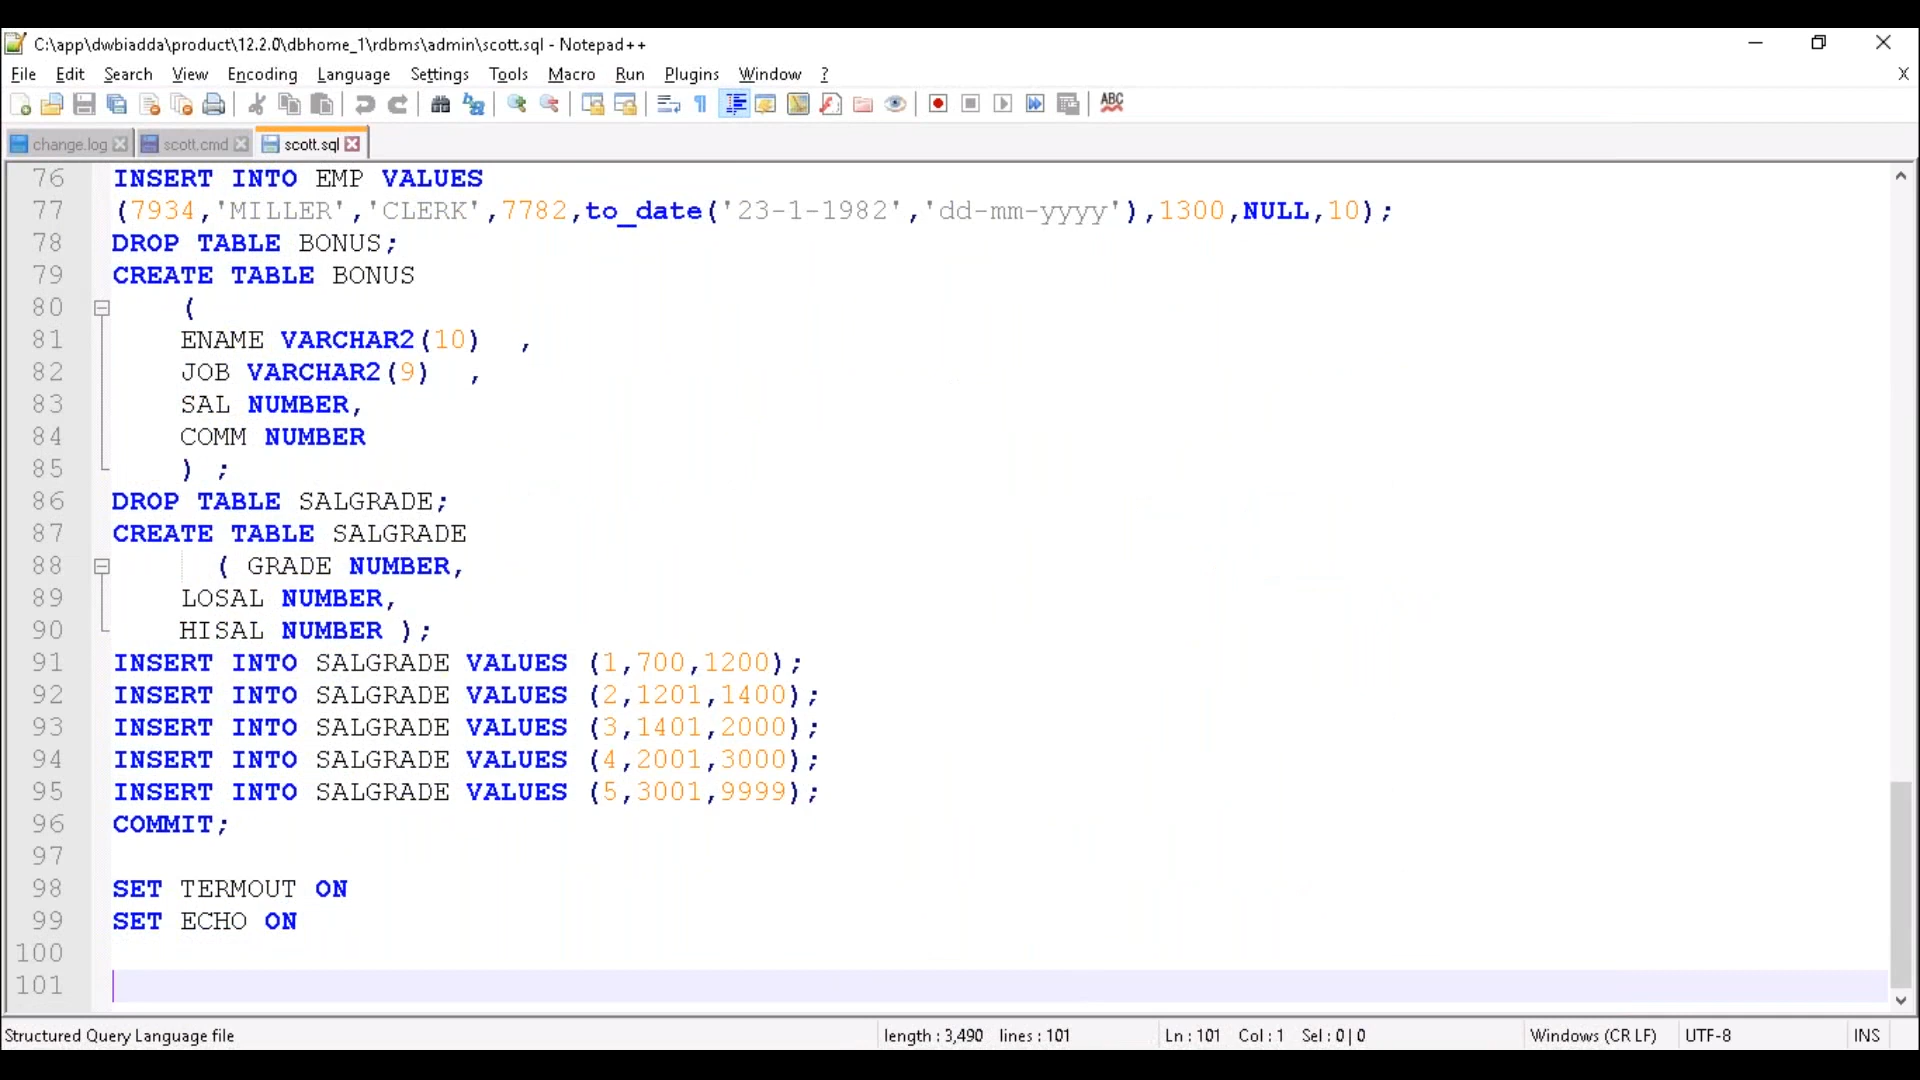 C:\app\dwbiadda\product\12.2.0\dbhome_1\rdbms\admin\scott.sql - Notepad++
File Edit Search View Encoding Language Settings Tools Macro Run Plugins Window ? X
ABC
change.log scott.cmd scott.sql
76 INSERT INTO EMP VALUES
77 (7934,'MILLER','CLERK',7782,to_date('23-1-1982','dd-mm-yyyy'),1300,NULL,10);
78 DROP TABLE BONUS;
79 CREATE TABLE BONUS
80 (
81 ENAME VARCHAR2(10) ,
82 JOB VARCHAR2(9) ,
83 SAL NUMBER,
84 COMM NUMBER
85 ) ;
86 DROP TABLE SALGRADE;
87 CREATE TABLE SALGRADE
88 ( GRADE NUMBER,
89 LOSAL NUMBER,
90 HISAL NUMBER );
91 INSERT INTO SALGRADE VALUES (1,700,1200);
92 INSERT INTO SALGRADE VALUES (2,1201,1400);
93 INSERT INTO SALGRADE VALUES (3,1401,2000);
94 INSERT INTO SALGRADE VALUES (4,2001,3000);
95 INSERT INTO SALGRADE VALUES (5,3001,9999);
96 COMMIT;
97
98 SET TERMOUT ON
99 SET ECHO ON
100
101
Structured Query Language file length : 3,490 lines : 101 Ln : 101 Col : 1 Sel : 0 | 0 Windows (CR LF) UTF-8 INS